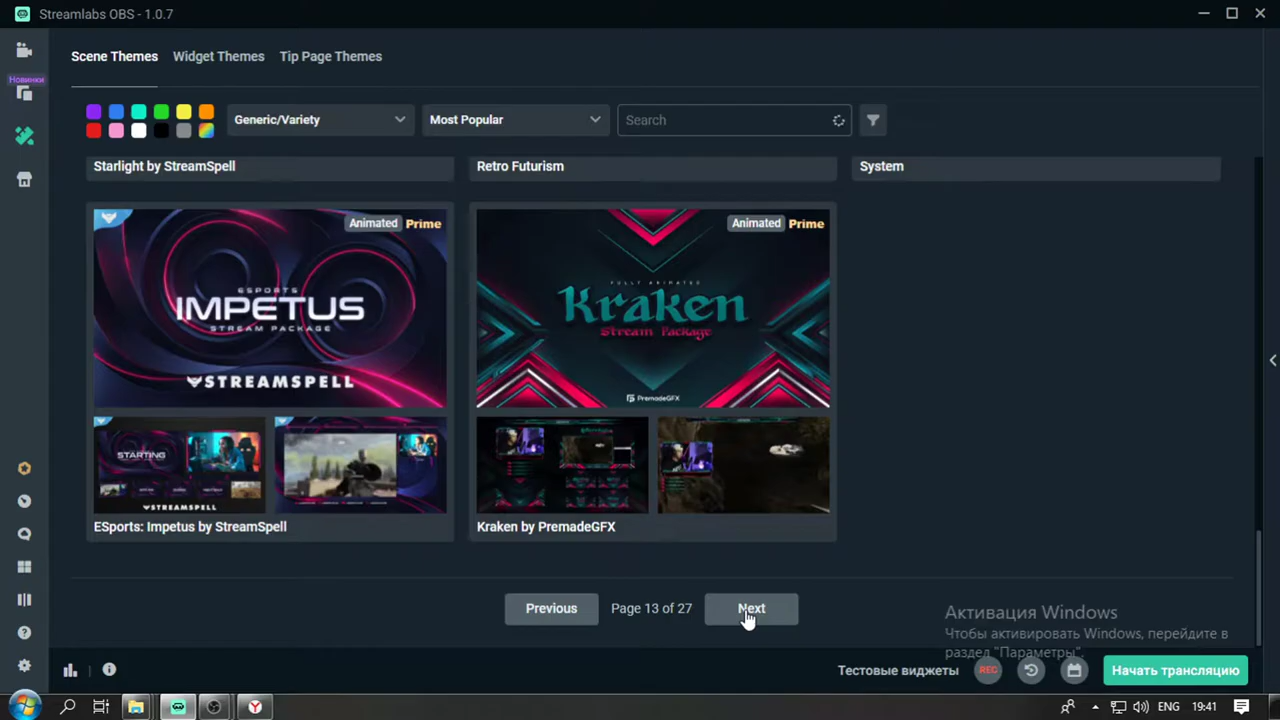 Streamlabs OBS - 1.0.7
Новинки
Scene Themes
Widget Themes
Tip Page Themes
Generic/Variety
Most Popular
Search
Starlight by StreamSpell
Retro Futurism
System
Animated Prime
ESPORTS
IMPETUS
STREAM PACKAGE
STREAMSPELL
STARTING
STREAMSPELL
ESports: Impetus by StreamSpell
Animated Prime
FULLY ANIMATED
Kraken
Stream Package
PremadeGFX
Kraken by PremadeGFX
Previous
Page 13 of 27
Next
Активация Windows
Чтобы активировать Windows, перейдите в
раздел "Параметры".
Тестовые виджеты
REC
Начать трансляцию
ENG
19:41